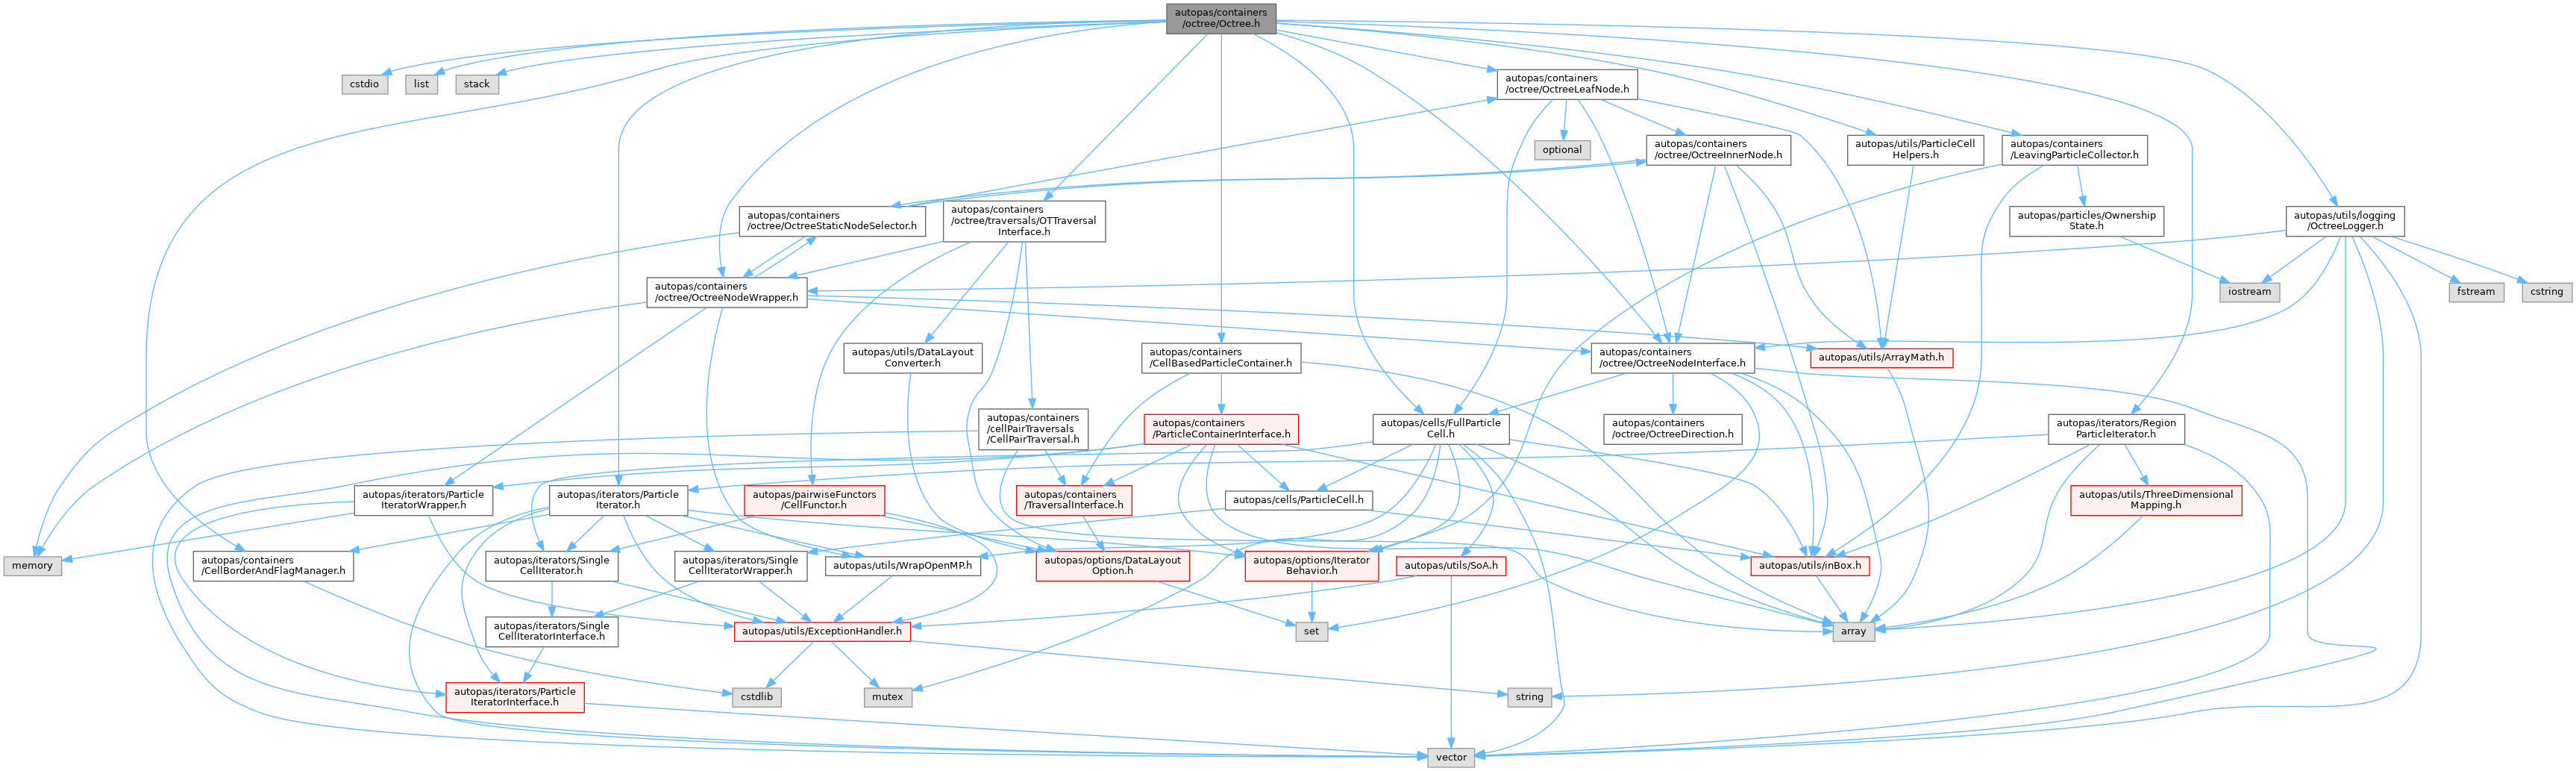 autopas/containers
/octree/Octree.h
cstdio
list
stack
autopas/containers
/octree/OctreeLeafNode.h
optional
autopas/containers
/octree/OctreeInnerNode.h
autopas/utils/ParticleCell
Helpers.h
autopas/containers
/LeavingParticleCollector.h
autopas/containers
/octree/OctreeStaticNodeSelector.h
autopas/containers
/octree/traversals/OTTraversal
Interface.h
autopas/particles/Ownership
State.h
autopas/utils/logging
/OctreeLogger.h
autopas/containers
/octree/OctreeNodeWrapper.h
iostream
fstream
cstring
autopas/utils/DataLayout
Converter.h
autopas/containers
/CellBasedParticleContainer.h
autopas/containers
/octree/OctreeNodeInterface.h
autopas/utils/ArrayMath.h
autopas/containers
/cellPairTraversals
/CellPairTraversal.h
autopas/containers
/ParticleContainerInterface.h
autopas/cells/FullParticle
Cell.h
autopas/containers
/octree/OctreeDirection.h
autopas/iterators/Region
ParticleIterator.h
autopas/iterators/Particle
IteratorWrapper.h
autopas/iterators/Particle
Iterator.h
autopas/pairwiseFunctors
/CellFunctor.h
autopas/containers
/TraversalInterface.h
autopas/cells/ParticleCell.h
autopas/utils/ThreeDimensional
Mapping.h
memory
autopas/containers
/CellBorderAndFlagManager.h
autopas/iterators/Single
CellIterator.h
autopas/iterators/Single
CellIteratorWrapper.h
autopas/utils/WrapOpenMP.h
autopas/options/DataLayout
Option.h
autopas/options/Iterator
Behavior.h
autopas/utils/SoA.h
autopas/utils/inBox.h
autopas/iterators/Single
CellIteratorInterface.h
autopas/utils/ExceptionHandler.h
set
array
autopas/iterators/Particle
IteratorInterface.h
cstdlib
mutex
string
vector